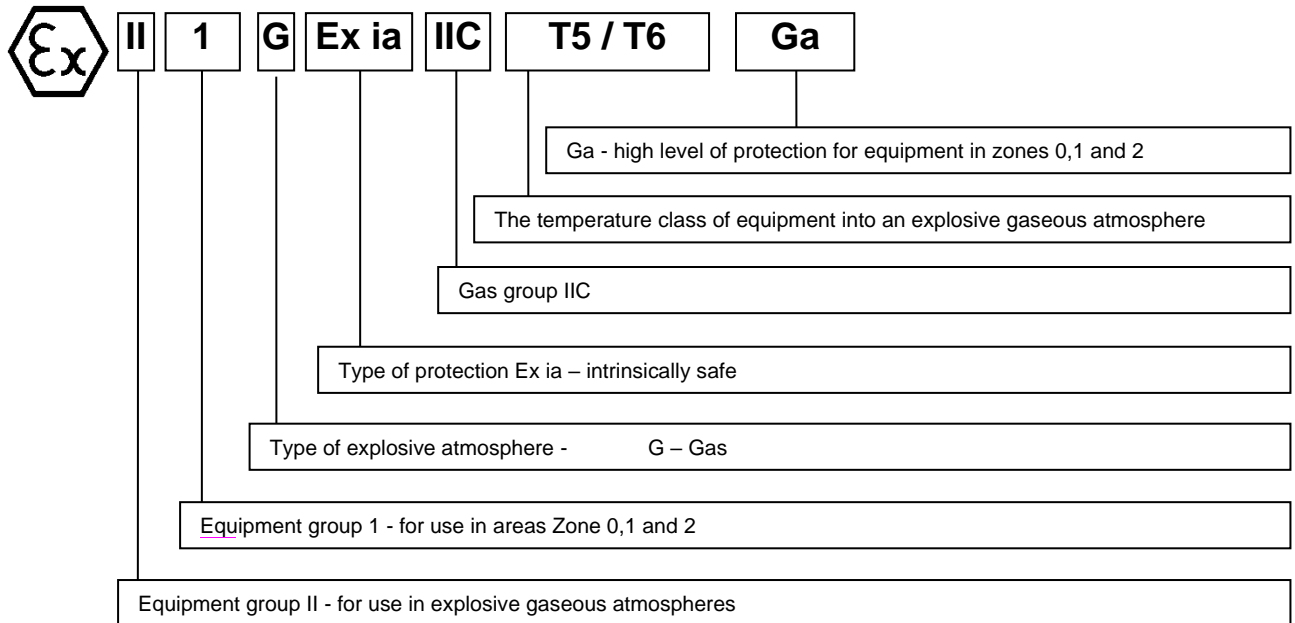 Ex II 1 G Ex ia IIC T5 / T6 Ga
Ga - high level of protection for equipment in zones 0,1 and 2
The temperature class of equipment into an explosive gaseous atmosphere
Gas group IIC
Type of protection Ex ia – intrinsically safe
Type of explosive atmosphere - G – Gas
Equipment group 1 - for use in areas Zone 0,1 and 2
Equipment group II - for use in explosive gaseous atmospheres